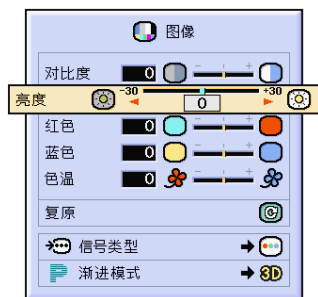 图像
对比度 0 - +
亮度 -30 0 +30
红色 0 - +
蓝色 0 - +
色温 0 - +
复原
信号类型
P 渐进模式 3D